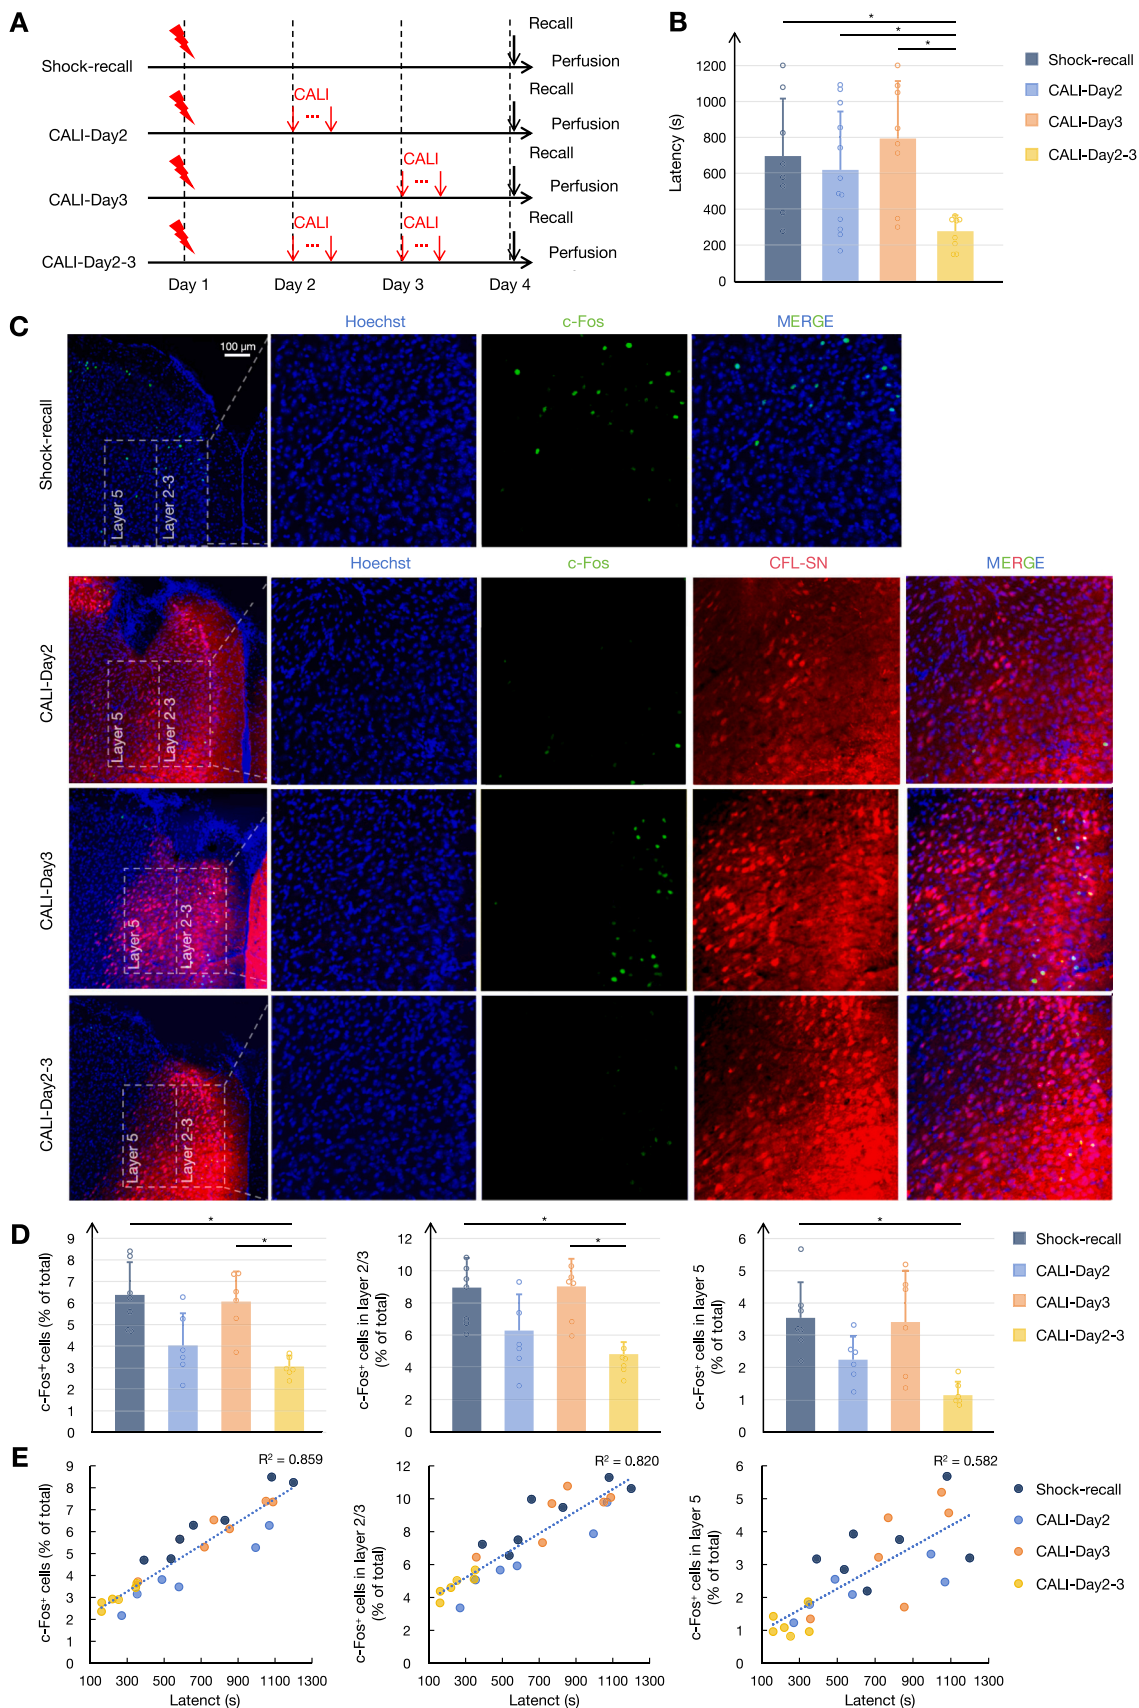 A
Recall
Shock-recall
Perfusion
CALI
...
Recall
CALI-Day2
Perfusion
CALI
...
Recall
CALI-Day3
Perfusion
CALI
...
CALI
...
Recall
CALI-Day2-3
Perfusion
Day 1
Day 2
Day 3
Day 4
B
*
*
*
Latency (s)
1200
1000
800
600
400
200
0
Shock-recall
CALI-Day2
CALI-Day3
CALI-Day2-3
C
Hoechst
c-Fos
MERGE
Shock-recall
100 µm
Layer 5
Layer 2-3
Hoechst
c-Fos
CFL-SN
MERGE
CALI-Day2
Layer 5
Layer 2-3
CALI-Day3
Layer 5
Layer 2-3
CALI-Day2-3
Layer 5
Layer 2-3
D
c-Fos⁺ cells (% of total)
9
8
7
6
5
4
3
2
1
0
*
*
c-Fos⁺ cells in layer 2/3
(% of total)
12
10
8
6
4
2
0
*
*
c-Fos⁺ cells in layer 5
(% of total)
6
5
4
3
2
1
0
*
Shock-recall
CALI-Day2
CALI-Day3
CALI-Day2-3
E
c-Fos⁺ cells (% of total)
9
8
7
6
5
4
3
2
1
0
R² = 0.859
100 300 500 700 900 1100 1300
Latenct (s)
c-Fos⁺ cells in layer 2/3
(% of total)
12
10
8
6
4
2
0
R² = 0.820
100 300 500 700 900 1100 1300
Latenct (s)
c-Fos⁺ cells in layer 5
(% of total)
6
5
4
3
2
1
0
R² = 0.582
100 300 500 700 900 1100 1300
Latenct (s)
Shock-recall
CALI-Day2
CALI-Day3
CALI-Day2-3